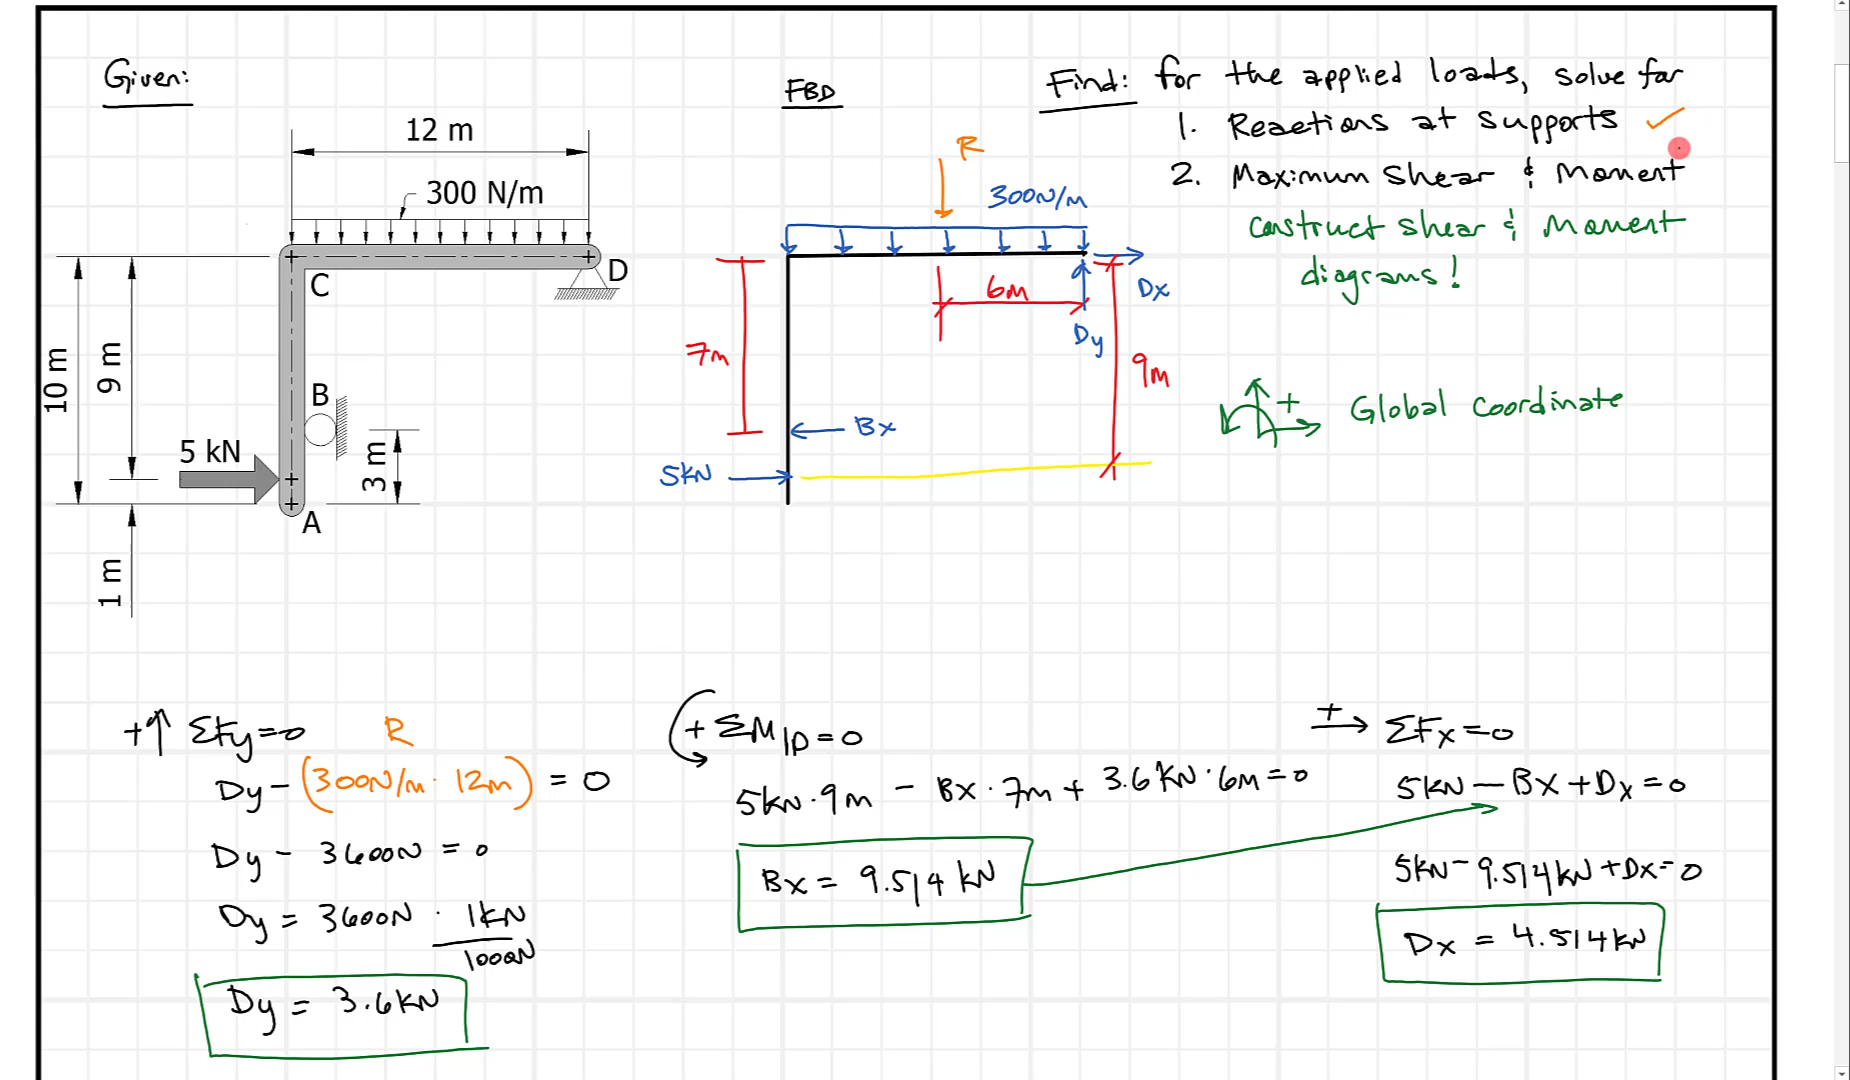 Given:
12 m
300 N/m
C
D
10 m
9 m
B
5 kN
3 m
A
1 m
FBD
R
300N/m
6m
Dx
Dy
7m
9m
Bx
5kN
Find: for the applied loads, solve for
1. Reactions at supports ✓
2. Maximum shear & Moment
construct shear & Moment
diagrams!
+ Global Coordinate
+↑ ΣFy=0
R
Dy - (300N/m · 12m) = 0
Dy - 3600N = 0
Dy = 3600N · 1kN
1000N
Dy = 3.6kN
+ ΣM|D=0
5kN·9m - Bx·7m + 3.6kN·6m=0
Bx = 9.514 kN
+→ ΣFx=0
5kN - Bx + Dx = 0
5kN - 9.514kN + Dx = 0
Dx = 4.514kN